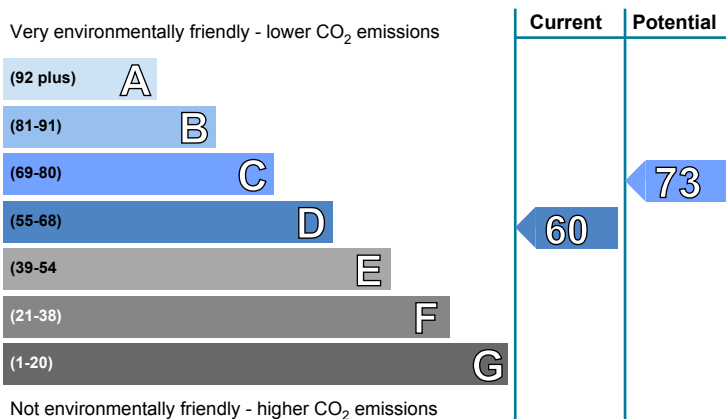 Current Potential
Very environmentally friendly - lower CO2 emissions
(92 plus) A
(81-91) B
(69-80) C
73
(55-68) D
60
(39-54 E
(21-38) F
(1-20) G
Not environmentally friendly - higher CO2 emissions